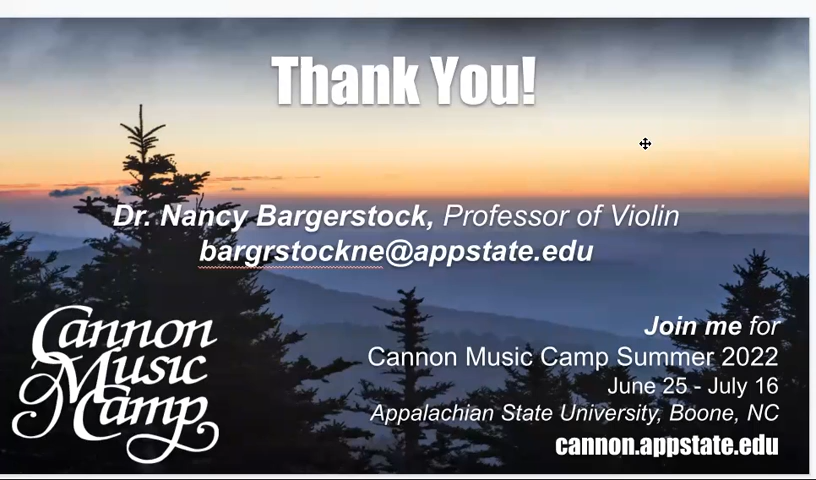 Thank You!
Dr. Nancy Bargerstock, Professor of Violin
bargrstockne@appstate.edu
Cannon
Music
Camp
Join me for
Cannon Music Camp Summer 2022
June 25 - July 16
Appalachian State University, Boone, NC
cannon.appstate.edu